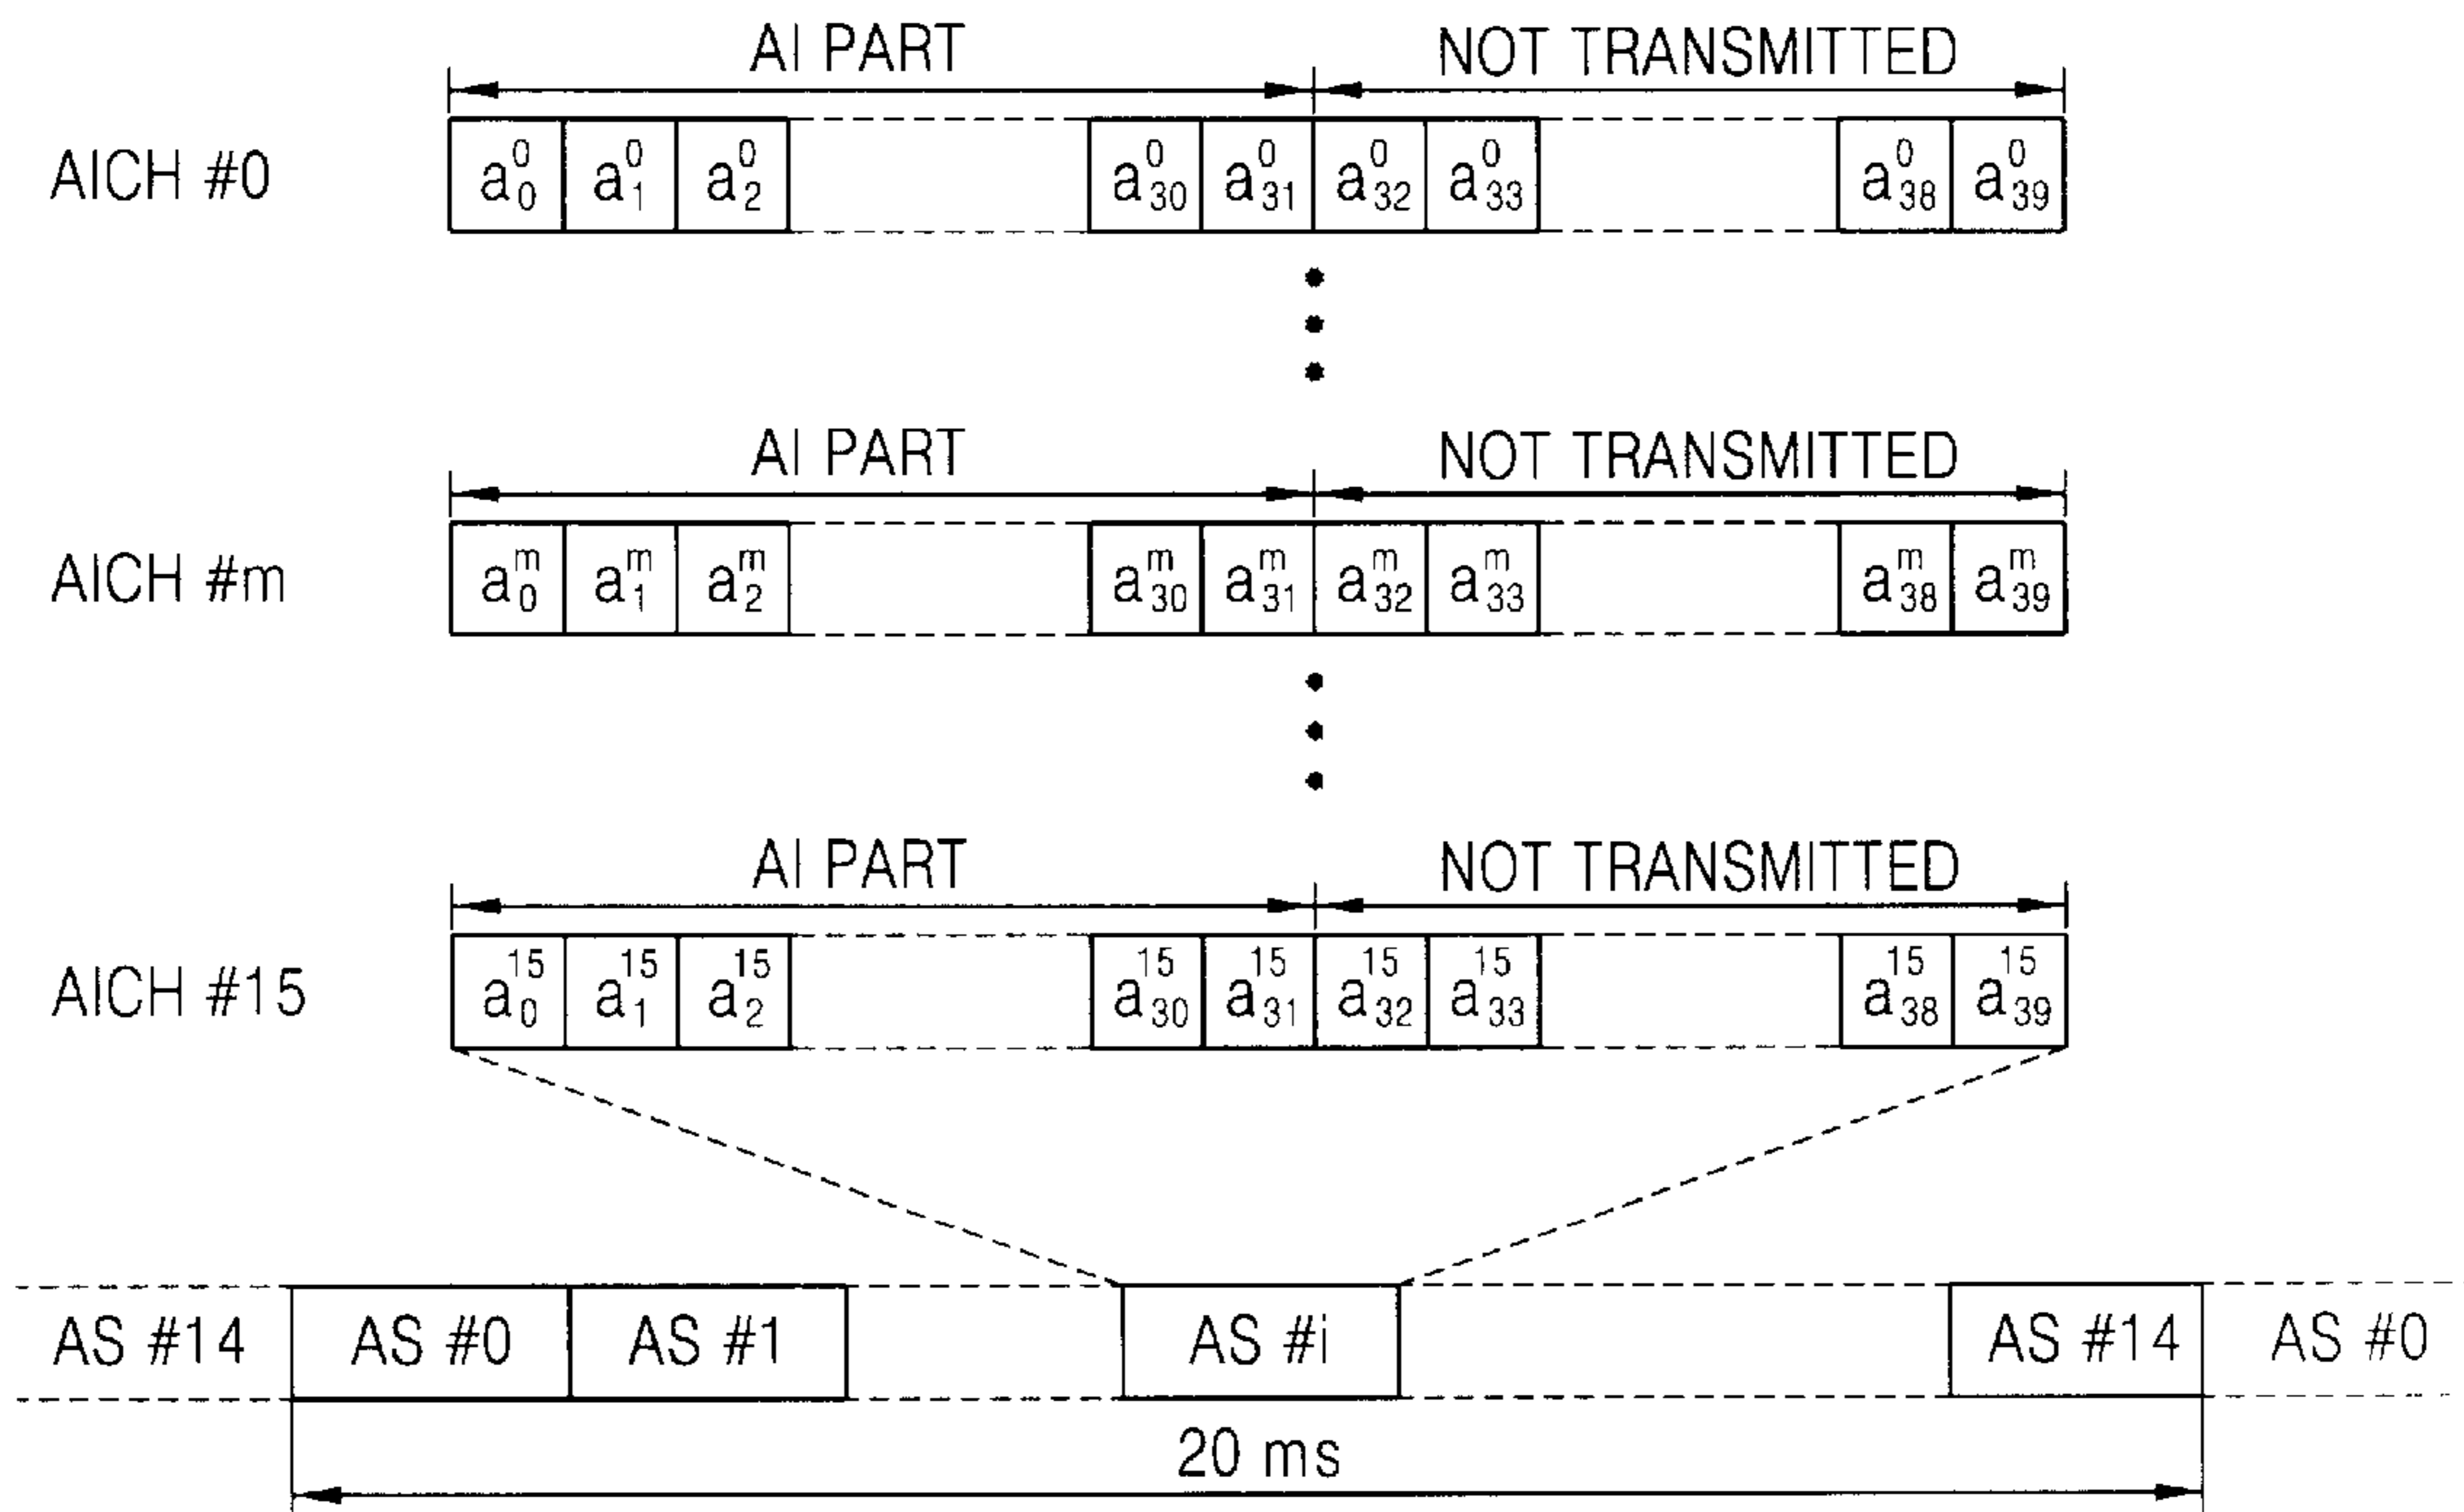 AI PART NOT TRANSMITTED
AICH #0 a⁰₀ a⁰₁ a⁰₂ a⁰₃₀ a⁰₃₁ a⁰₃₂ a⁰₃₃ a⁰₃₈ a⁰₃₉
AI PART NOT TRANSMITTED
AICH #m aᵐ₀ aᵐ₁ aᵐ₂ aᵐ₃₀ aᵐ₃₁ aᵐ₃₂ aᵐ₃₃ aᵐ₃₈ aᵐ₃₉
AI PART NOT TRANSMITTED
AICH #15 a¹⁵₀ a¹⁵₁ a¹⁵₂ a¹⁵₃₀ a¹⁵₃₁ a¹⁵₃₂ a¹⁵₃₃ a¹⁵₃₈ a¹⁵₃₉
AS #14 AS #0 AS #1 AS #i AS #14 AS #0
20 ms